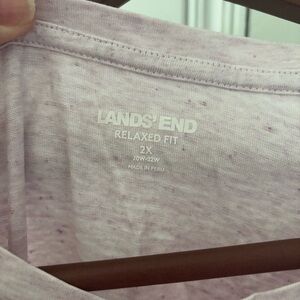 LANDS' END
RELAXED FIT
2X
20W-22W
MADE IN PERU